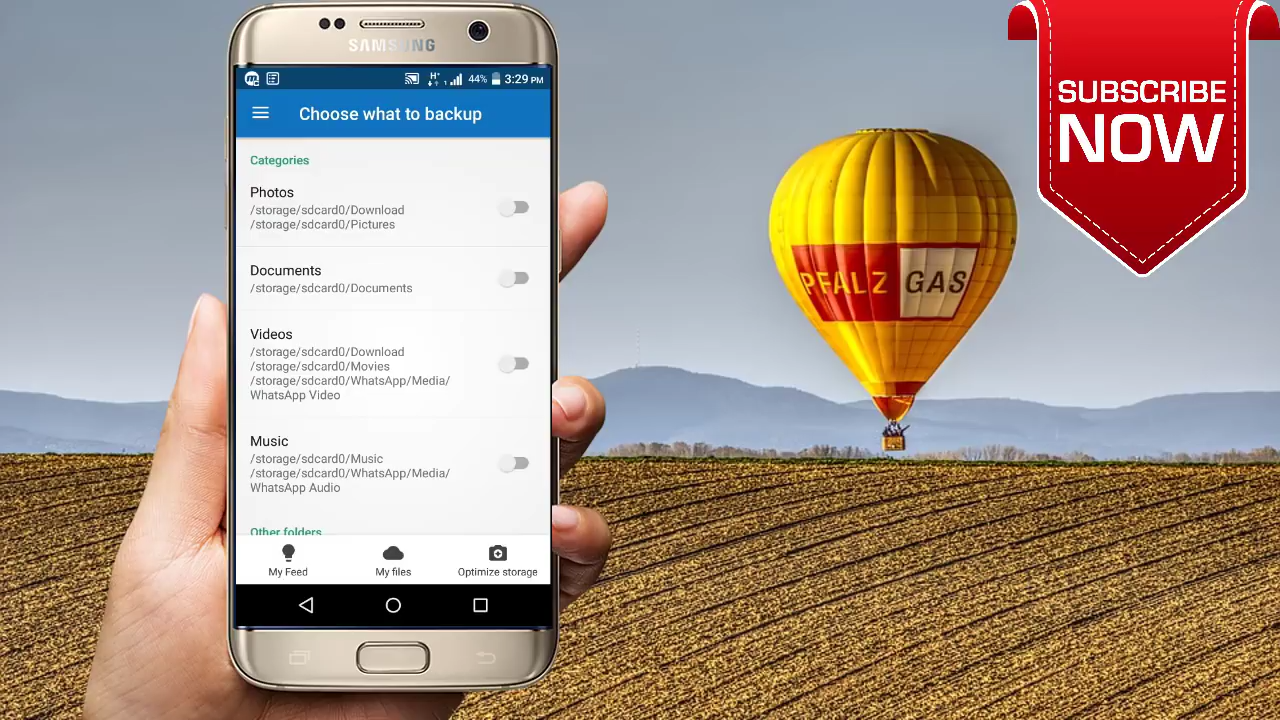 SAMSUNG
44% 3:29 PM
Choose what to backup
Categories
Photos
/storage/sdcard0/Download
/storage/sdcard0/Pictures
Documents
/storage/sdcard0/Documents
Videos
/storage/sdcard0/Download
/storage/sdcard0/Movies
/storage/sdcard0/WhatsApp/Media/
WhatsApp Video
Music
/storage/sdcard0/Music
/storage/sdcard0/WhatsApp/Media/
WhatsApp Audio
Other folders
My Feed
My files
Optimize storage
SUBSCRIBE
NOW
PFALZ GAS